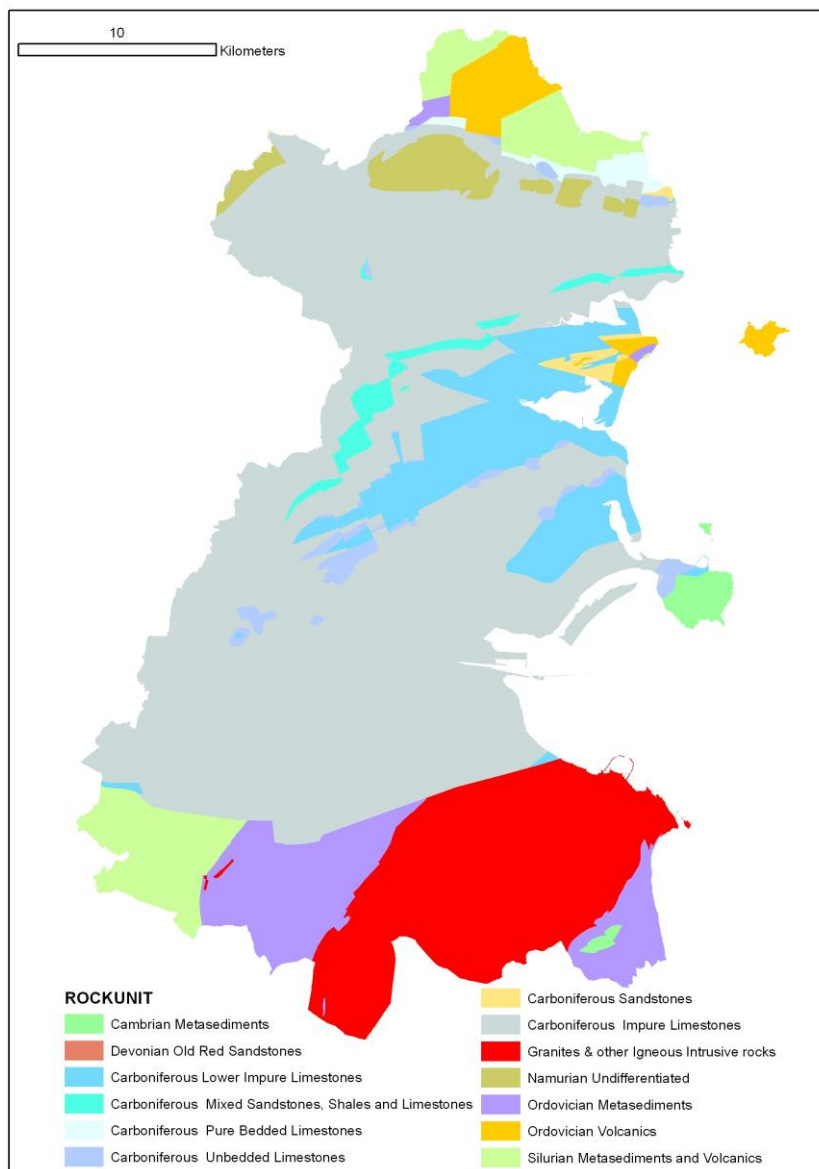 10
Kilometers
ROCKUNIT
Cambrian Metasediments
Devonian Old Red Sandstones
Carboniferous Lower Impure Limestones
Carboniferous Mixed Sandstones, Shales and Limestones
Carboniferous Pure Bedded Limestones
Carboniferous Unbedded Limestones
Carboniferous Sandstones
Carboniferous Impure Limestones
Granites & other Igneous Intrusive rocks
Namurian Undifferentiated
Ordovician Metasediments
Ordovician Volcanics
Silurian Metasediments and Volcanics